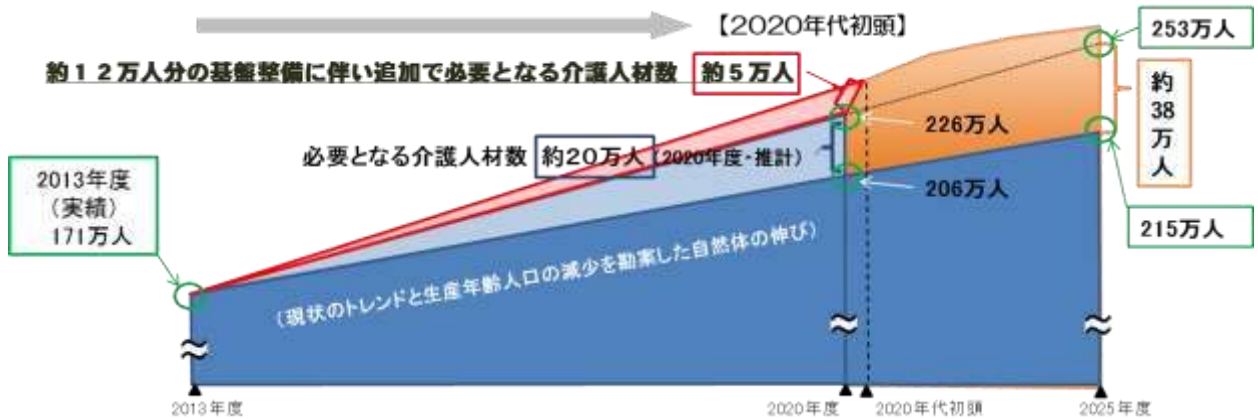 【2020年代初頭】
253万人
約12万人分の基盤整備に伴い追加で必要となる介護人材数 約5万人
約
38
万
人
226万人
必要となる介護人材数 約20万人 (2020年度・推計)
206万人
2013年度
(実績)
171万人
215万人
(現状のトレンドと生産年齢人口の減少を勘案した自然体の伸び)
2013年度
2020年度
2020年代初頭
2025年度